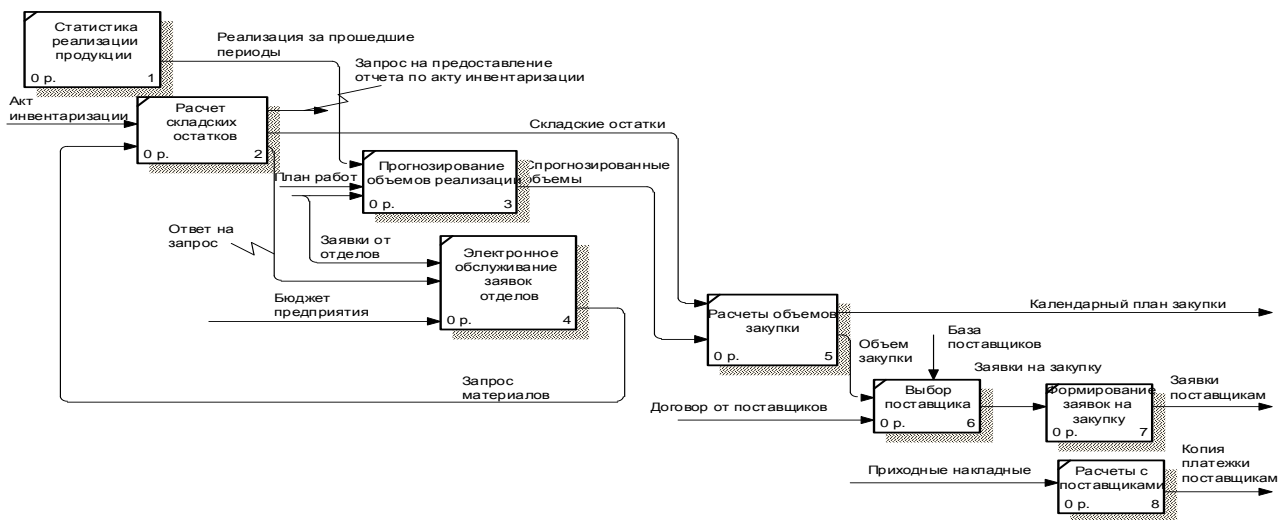 Статистика
реализации
продукции
0 р. 1
Реализация за прошедшие
периоды
Запрос на предоставление
отчета по акту инвентаризации
Акт
инвентаризации
Расчет
складских
остатков
0 р. 2
Складские остатки
План работ
Прогнозирование
объемов реализации
0 р. 3
Спрогнозированные
объемы
Ответ на
запрос
Заявки от
отделов
Электронное
обслуживание
заявок
отделов
0 р. 4
Бюджет
предприятия
Запрос
материалов
Расчеты объемов
закупки
0 р. 5
Календарный план закупки
Объем
закупки
База
поставщиков
Договор от поставщиков
Выбор
поставщика
0 р. 6
Заявки на закупку
Формирование
заявок на
закупку
0 р. 7
Заявки
поставщикам
Приходные накладные
Расчеты с
поставщиками
0 р. 8
Копия
платежки
поставщикам